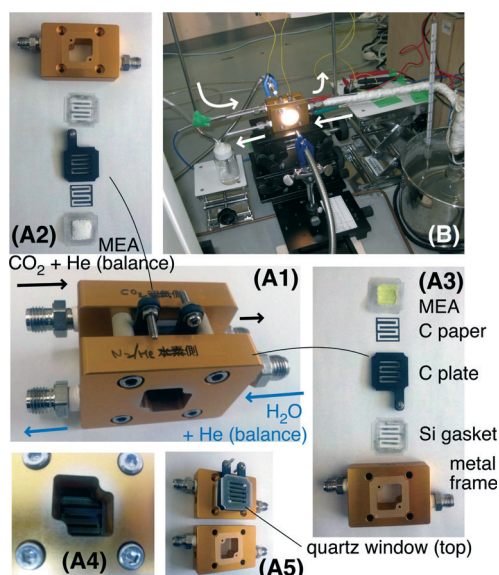 (A2)
MEA
CO2 + He (balance)
(B)
(A1)
(A3)
MEA
C paper
C plate
Si gasket
metal
frame
H2O
+ He (balance)
(A4)
(A5)
quartz window (top)